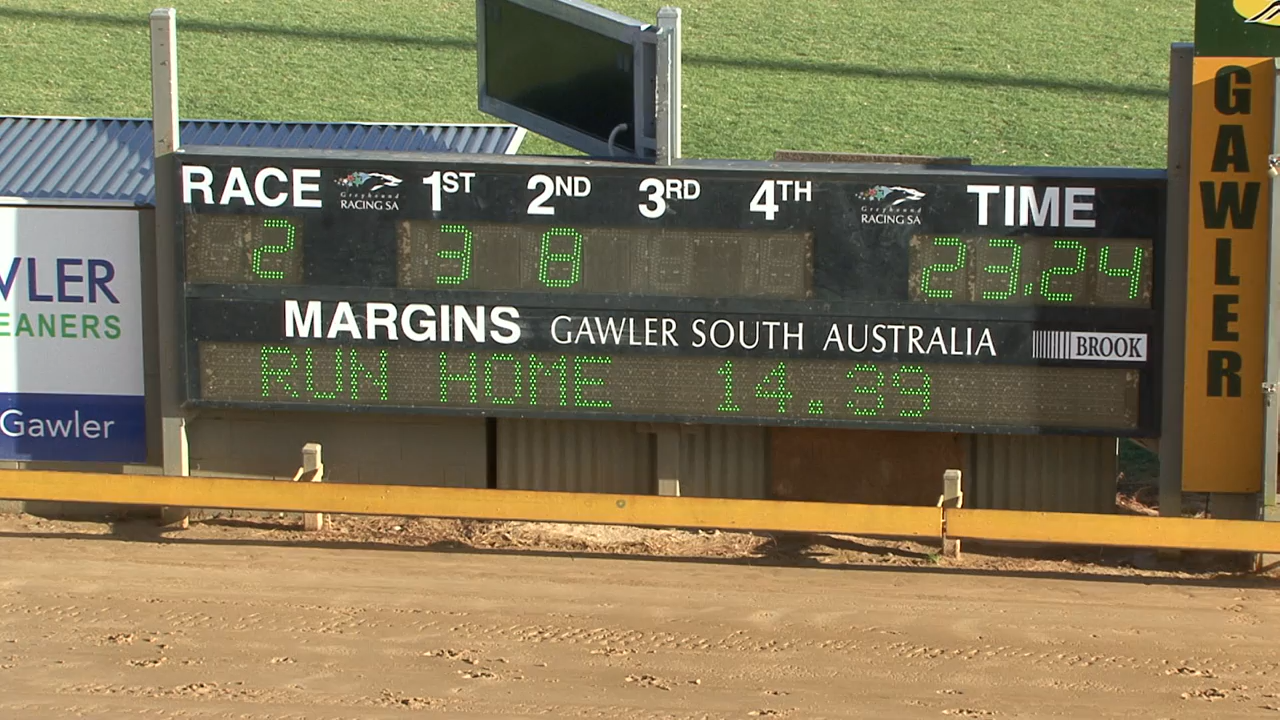 RACE 1ST 2ND 3RD 4TH TIME
Greyhound RACING SA
Greyhound RACING SA
2 3 8 23.24
MARGINS GAWLER SOUTH AUSTRALIA BROOK
RUN HOME 14.39
GAWLER
WLER
EANERS
Gawler